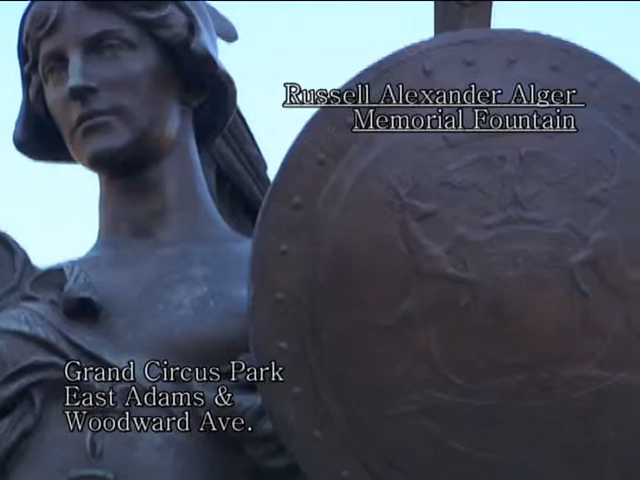 Russell Alexander Alger
Memorial Fountain
Grand Circus Park
East Adams &
Woodward Ave.